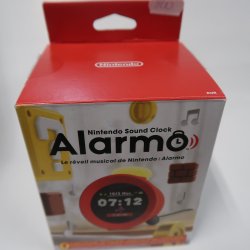 Nintendo
Nintendo Sound Clock
Alarmo
Le réveil musical de Nintendo : Alarmo
07:12